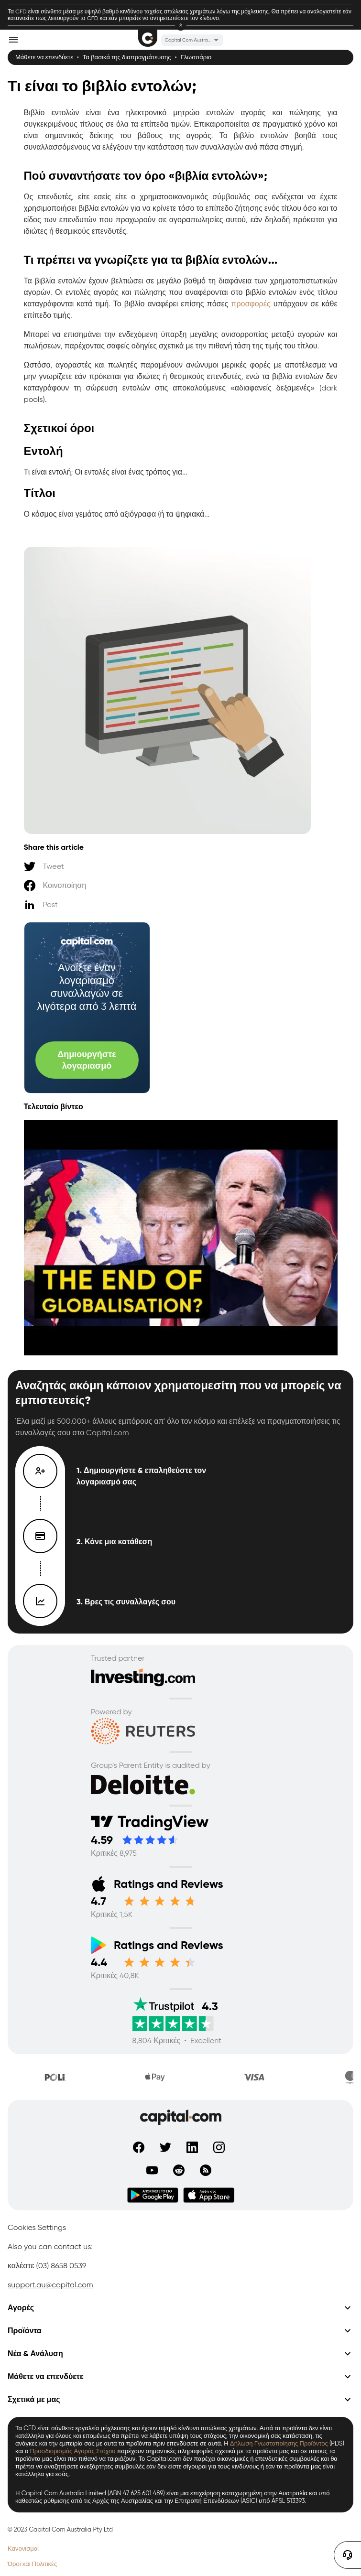 Τα CFD είναι σύνθετα μέσα με υψηλό βαθμό κινδύνου ταχείας απώλειας χρημάτων λόγω της μόχλευσης. Θα πρέπει να αναλογιστείτε εάν
κατανοείτε πως λειτουργούν τα CFD και εάν μπορείτε να αντιμετωπίσετε τον κίνδυνο.
Capital Com Austra...
Μάθετε να επενδύετε • Τα βασικά της διαπραγμάτευσης • Γλωσσάριο
Τι είναι το βιβλίο εντολών;
Βιβλίο εντολών είναι ένα ηλεκτρονικό μητρώο εντολών αγοράς και πώλησης για
συγκεκριμένους τίτλους σε όλα τα επίπεδα τιμών. Επικαιροποιείται σε πραγματικό χρόνο και
είναι σημαντικός δείκτης του βάθους της αγοράς. Το βιβλίο εντολών βοηθά τους
συναλλασσόμενους να ελέγξουν την κατάσταση των συναλλαγών ανά πάσα στιγμή.
Πού συναντήσατε τον όρο «βιβλία εντολών»;
Ως επενδυτές, είτε εσείς είτε ο χρηματοοικονομικός σύμβουλός σας ενδέχεται να έχετε
χρησιμοποιήσει βιβλία εντολών για να κρίνετε τόσο το επίπεδο ζήτησης ενός τίτλου όσο και το
είδος των επενδυτών που προχωρούν σε αγοραπωλησίες αυτού, εάν δηλαδή πρόκειται για
ιδιώτες ή θεσμικούς επενδυτές.
Τι πρέπει να γνωρίζετε για τα βιβλία εντολών...
Τα βιβλία εντολών έχουν βελτιώσει σε μεγάλο βαθμό τη διαφάνεια των χρηματοπιστωτικών
αγορών. Οι εντολές αγοράς και πώλησης που αναφέρονται στο βιβλίο εντολών ενός τίτλου
καταγράφονται κατά τιμή. Το βιβλίο αναφέρει επίσης πόσες προσφορές υπάρχουν σε κάθε
επίπεδο τιμής.
Μπορεί να επισημάνει την ενδεχόμενη ύπαρξη μεγάλης ανισορροπίας μεταξύ αγορών και
πωλήσεων, παρέχοντας σαφείς οδηγίες σχετικά με την πιθανή τάση της τιμής του τίτλου.
Ωστόσο, αγοραστές και πωλητές παραμένουν ανώνυμοι μερικές φορές με αποτέλεσμα να
μην γνωρίζετε εάν πρόκειται για ιδιώτες ή θεσμικούς επενδυτές, ενώ τα βιβλία εντολών δεν
καταγράφουν τη σώρευση εντολών στις αποκαλούμενες «αδιαφανείς δεξαμενές» (dark
pools).
Σχετικοί όροι
Εντολή
Τι είναι εντολή; Οι εντολές είναι ένας τρόπος για...
Τίτλοι
Ο κόσμος είναι γεμάτος από αξιόγραφα (ή τα ψηφιακά...
Share this article
Tweet
Κοινοποίηση
Post
capital.com
Ανοίξτε έναν
λογαριασμό
συναλλαγών σε
λιγότερα από 3 λεπτά
Δημιουργήστε
λογαριασμό
Τελευταίο βίντεο
THE END OF
GLOBALISATION?
Αναζητάς ακόμη κάποιον χρηματομεσίτη που να μπορείς να
εμπιστευτείς?
Έλα μαζί με 500.000+ άλλους εμπόρους απ' όλο τον κόσμο και επέλεξε να πραγματοποιήσεις τις
συναλλαγές σου στο Capital.com
1. Δημιουργήστε & επαληθεύστε τον
λογαριασμό σας
2. Κάνε μια κατάθεση
3. Βρες τις συναλλαγές σου
Trusted partner
Investing.com
Powered by
REUTERS
Group's Parent Entity is audited by
Deloitte.
TradingView
4.59
Κριτικές 8,975
Ratings and Reviews
4.7
Κριτικές 1,5K
Ratings and Reviews
4.4
Κριτικές 40,8K
Trustpilot 4.3
8,804 Κριτικές • Excellent
POLi
Pay
VISA
capital.com
ΑΠΟΚΤΗΣΤΕ ΤΟ ΣΤΟ
Google Play
App Store
Cookies Settings
Also you can contact us:
καλέστε (03) 8658 0539
support.au@capital.com
Αγορές
Προϊόντα
Νέα & Ανάλυση
Μάθετε να επενδύετε
Σχετικά με μας
Τα CFD είναι σύνθετα εργαλεία μόχλευσης και έχουν υψηλό κίνδυνο απώλειας χρημάτων. Αυτά τα προϊόντα δεν είναι
κατάλληλα για όλους και επομένως θα πρέπει να λάβετε υπόψη τους στόχους, την οικονομική σας κατάσταση, τις
ανάγκες και την εμπειρία σας με αυτά τα προϊόντα πριν επενδύσετε σε αυτά. Η Δήλωση Γνωστοποίησης Προϊόντος (PDS)
και ο Προσδιορισμός Αγοράς Στόχου παρέχουν σημαντικές πληροφορίες σχετικά με τα προϊόντα μας και σε ποιους τα
προϊόντα μας είναι πιο πιθανό να ταιριάζουν. Το Capital.com δεν παρέχει οικονομικές ή επενδυτικές συμβουλές και θα
πρέπει να αναζητήσετε ανεξάρτητες συμβουλές εάν δεν είστε σίγουροι για τους κινδύνους ή εάν τα προϊόντα μας είναι
κατάλληλα για εσάς.
Η Capital Com Australia Limited (ABN 47 625 601 489) είναι μια επιχείρηση καταχωρημένη στην Αυστραλία και υπό
καθεστώς ρύθμισης από τις Αρχές της Αυστραλίας και την Επιτροπή Επενδύσεων (ASIC) υπό AFSL 513393.
© 2023 Capital Com Australia Pty Ltd
Κανονισμοί
Όροι και Πολιτικές